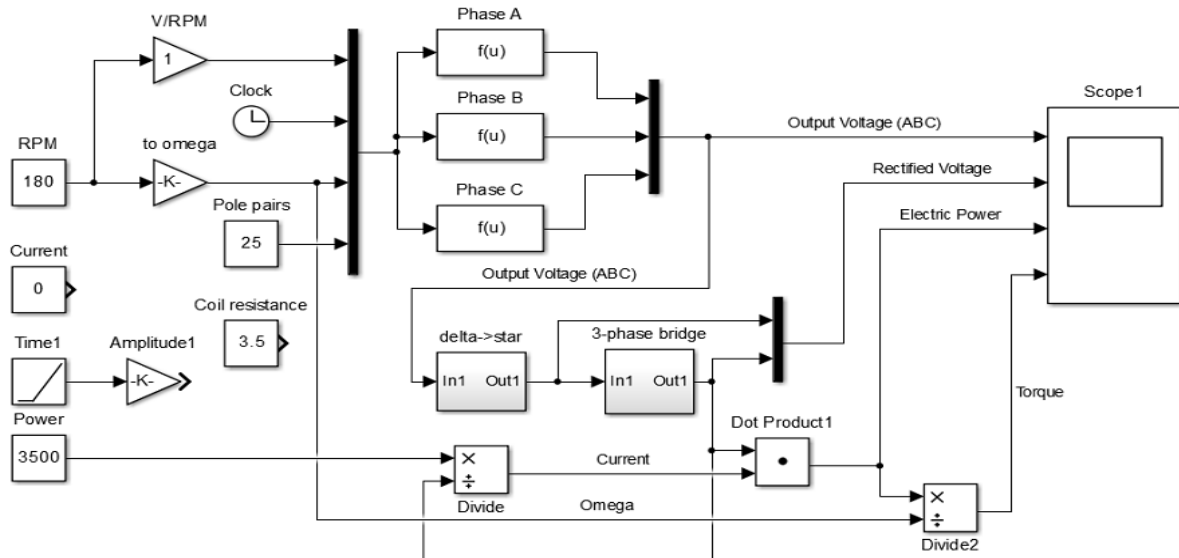 V/RPM
1
Clock
RPM
180
to omega
-K-
Pole pairs
25
Current
0
Coil resistance
3.5
Time1
Amplitude1
-K-
Power
3500
Phase A
f(u)
Phase B
f(u)
Phase C
f(u)
Output Voltage (ABC)
Scope1
Output Voltage (ABC)
Rectified Voltage
Electric Power
delta->star
In1 Out1
3-phase bridge
In1 Out1
Torque
Dot Product1
×
÷
Divide
Current
Omega
×
÷
Divide2